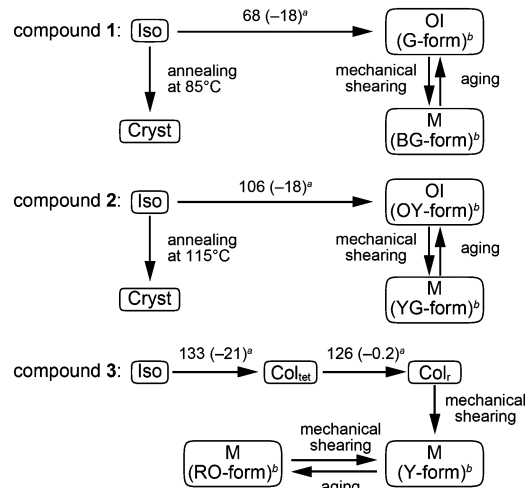 compound 1: Iso 68 (–18)a OI
(G-form)b
annealing
at 85°C
mechanical
shearing
aging
Cryst
M
(BG-form)b
compound 2: Iso 106 (–18)a OI
(OY-form)b
annealing
at 115°C
mechanical
shearing
aging
Cryst
M
(YG-form)b
compound 3: Iso 133 (–21)a Coltet 126 (–0.2)a Colr
mechanical
shearing
M
(RO-form)b
mechanical
shearing
aging
M
(Y-form)b